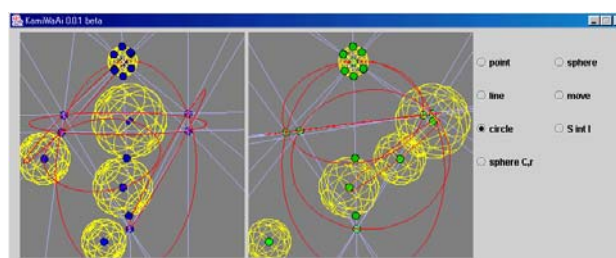 KamiWaAi 0.0.1 beta
point
sphere
line
move
circle
S int l
sphere C,r